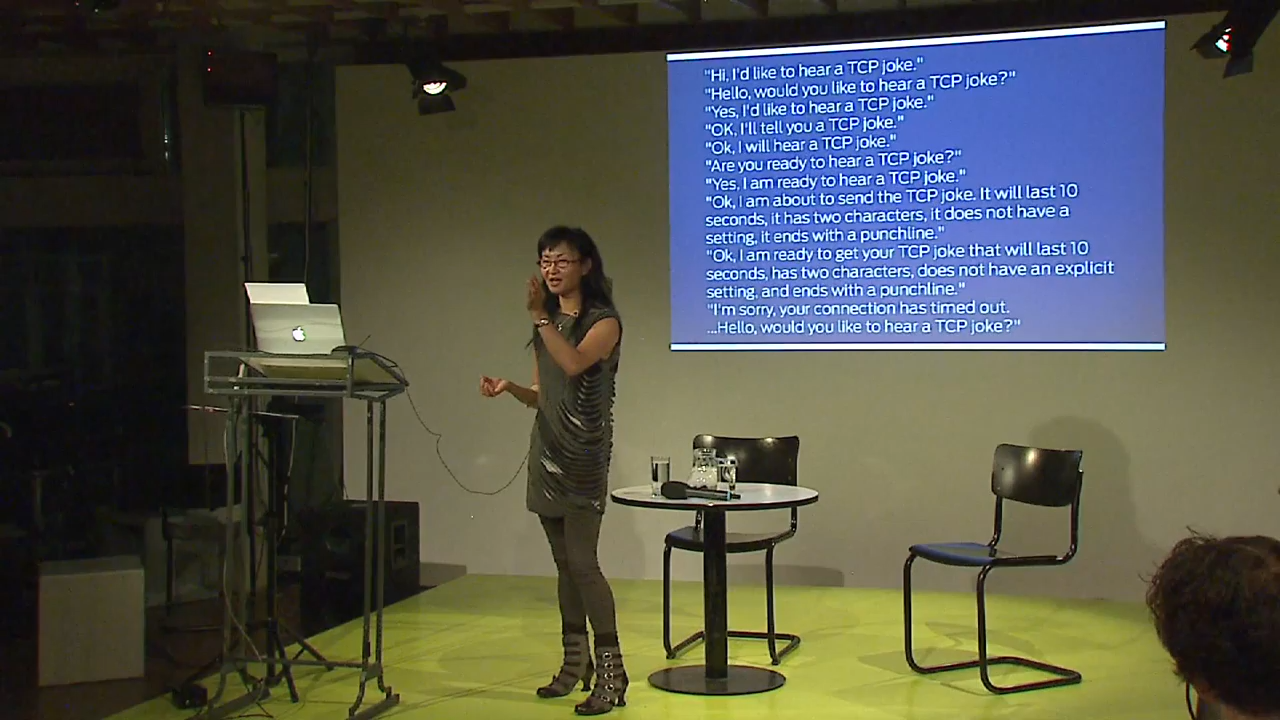 "Hi, I'd like to hear a TCP joke."
"Hello, would you like to hear a TCP joke?"
"Yes, I'd like to hear a TCP joke."
"OK, I'll tell you a TCP joke."
"Ok, I will hear a TCP joke."
"Are you ready to hear a TCP joke?"
"Yes, I am ready to hear a TCP joke."
"Ok, I am about to send the TCP joke. It will last 10
seconds, it has two characters, it does not have a
setting, it ends with a punchline."
"Ok, I am ready to get your TCP joke that will last 10
seconds, has two characters, does not have an explicit
setting, and ends with a punchline."
"I'm sorry, your connection has timed out.
...Hello, would you like to hear a TCP joke?"